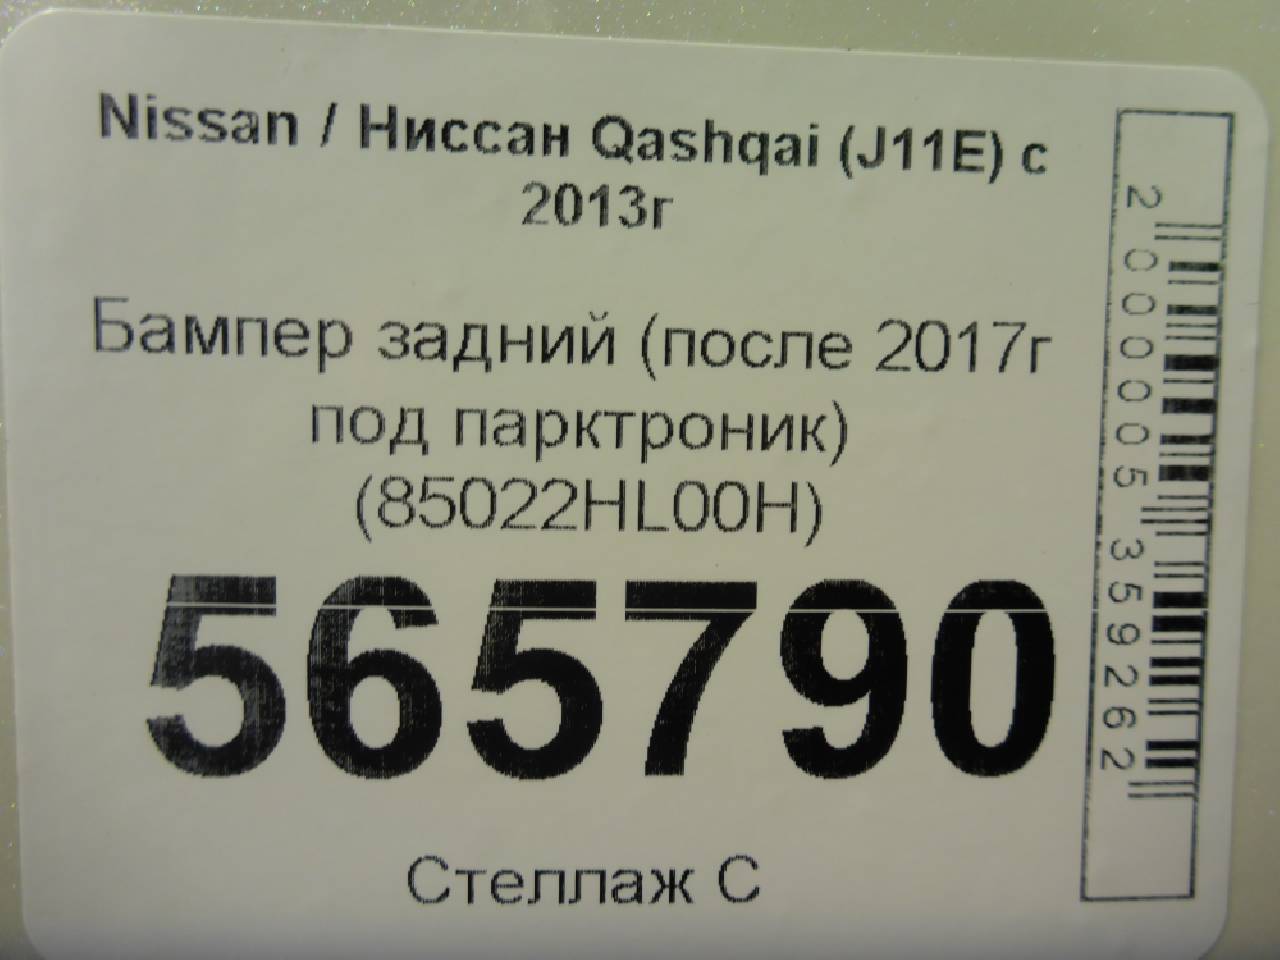 Nissan / Ниссан Qashqai (J11E) с
2013г
Бампер задний (после 2017г
под парктроник)
(85022HL00H)
565790
Стеллаж С
2000005359262